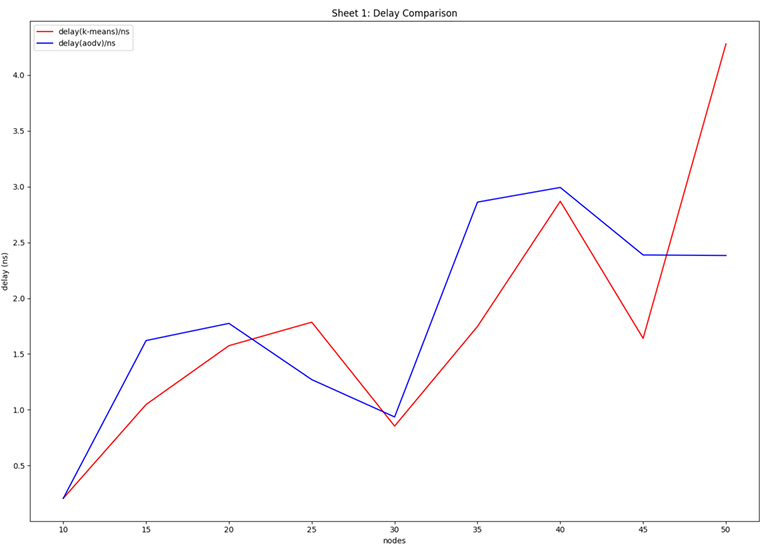 Sheet 1: Delay Comparison
delay(k-means)/ns
delay(aodv)/ns
4.0
3.5
3.0
2.5
2.0
1.5
1.0
0.5
delay (ns)
10 15 20 25 30 35 40 45 50
nodes